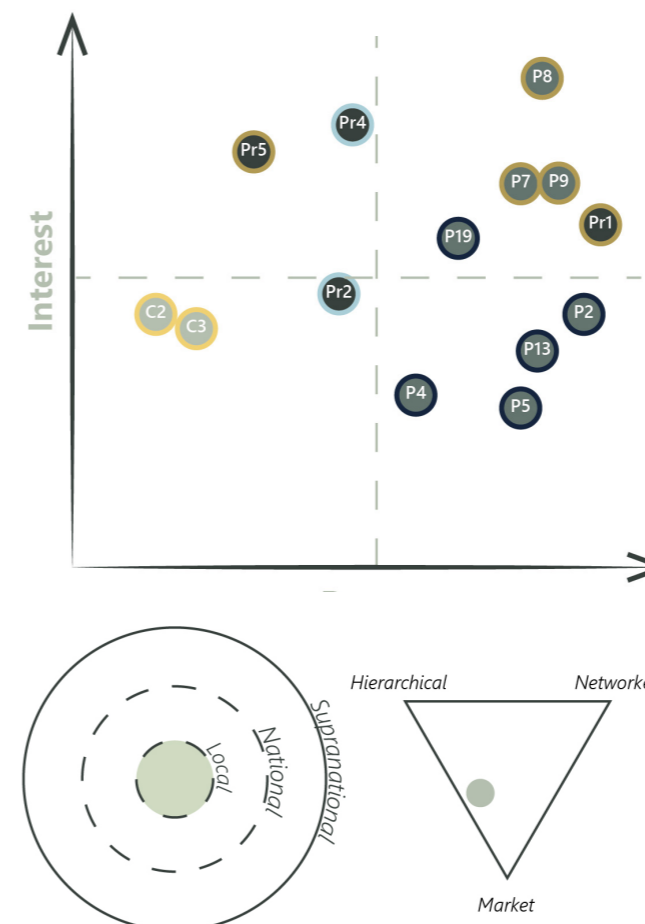 P8
Pr4
Pr5
P7
P9
Pr1
P19
Interest
Pr2
C2
C3
P2
P13
P4
P5
Hierarchical
Networke
Local
National
Supranational
Market